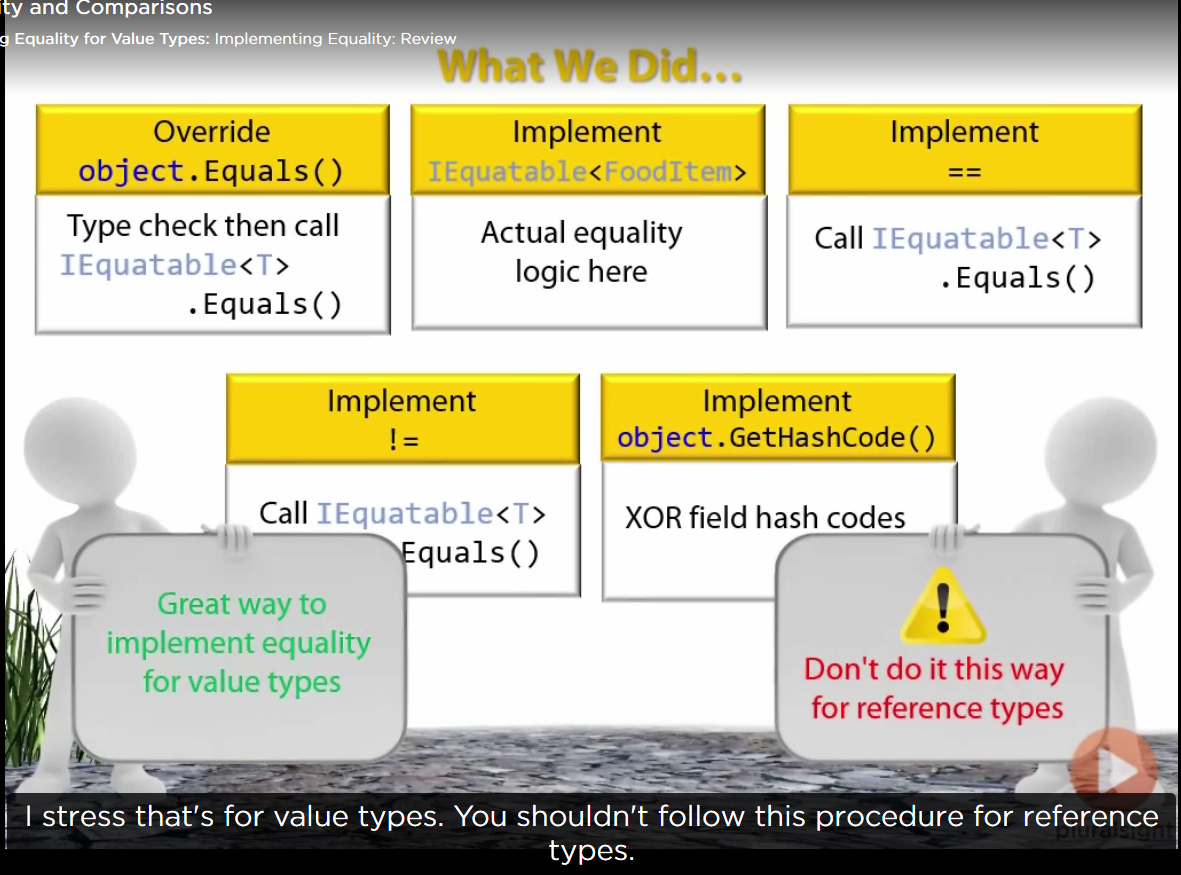 ity and Comparisons
g Equality for Value Types: Implementing Equality: Review
What We Did...
Override
object.Equals()
Type check then call
IEquatable<T>
.Equals()
Implement
IEquatable<FoodItem>
Actual equality
logic here
Implement
==
Call IEquatable<T>
.Equals()
Implement
!=
Call IEquatable<T>
Equals()
Implement
object.GetHashCode()
XOR field hash codes
Great way to
implement equality
for value types
Don't do it this way
for reference types
I stress that's for value types. You shouldn't follow this procedure for reference
types.
pluralsight